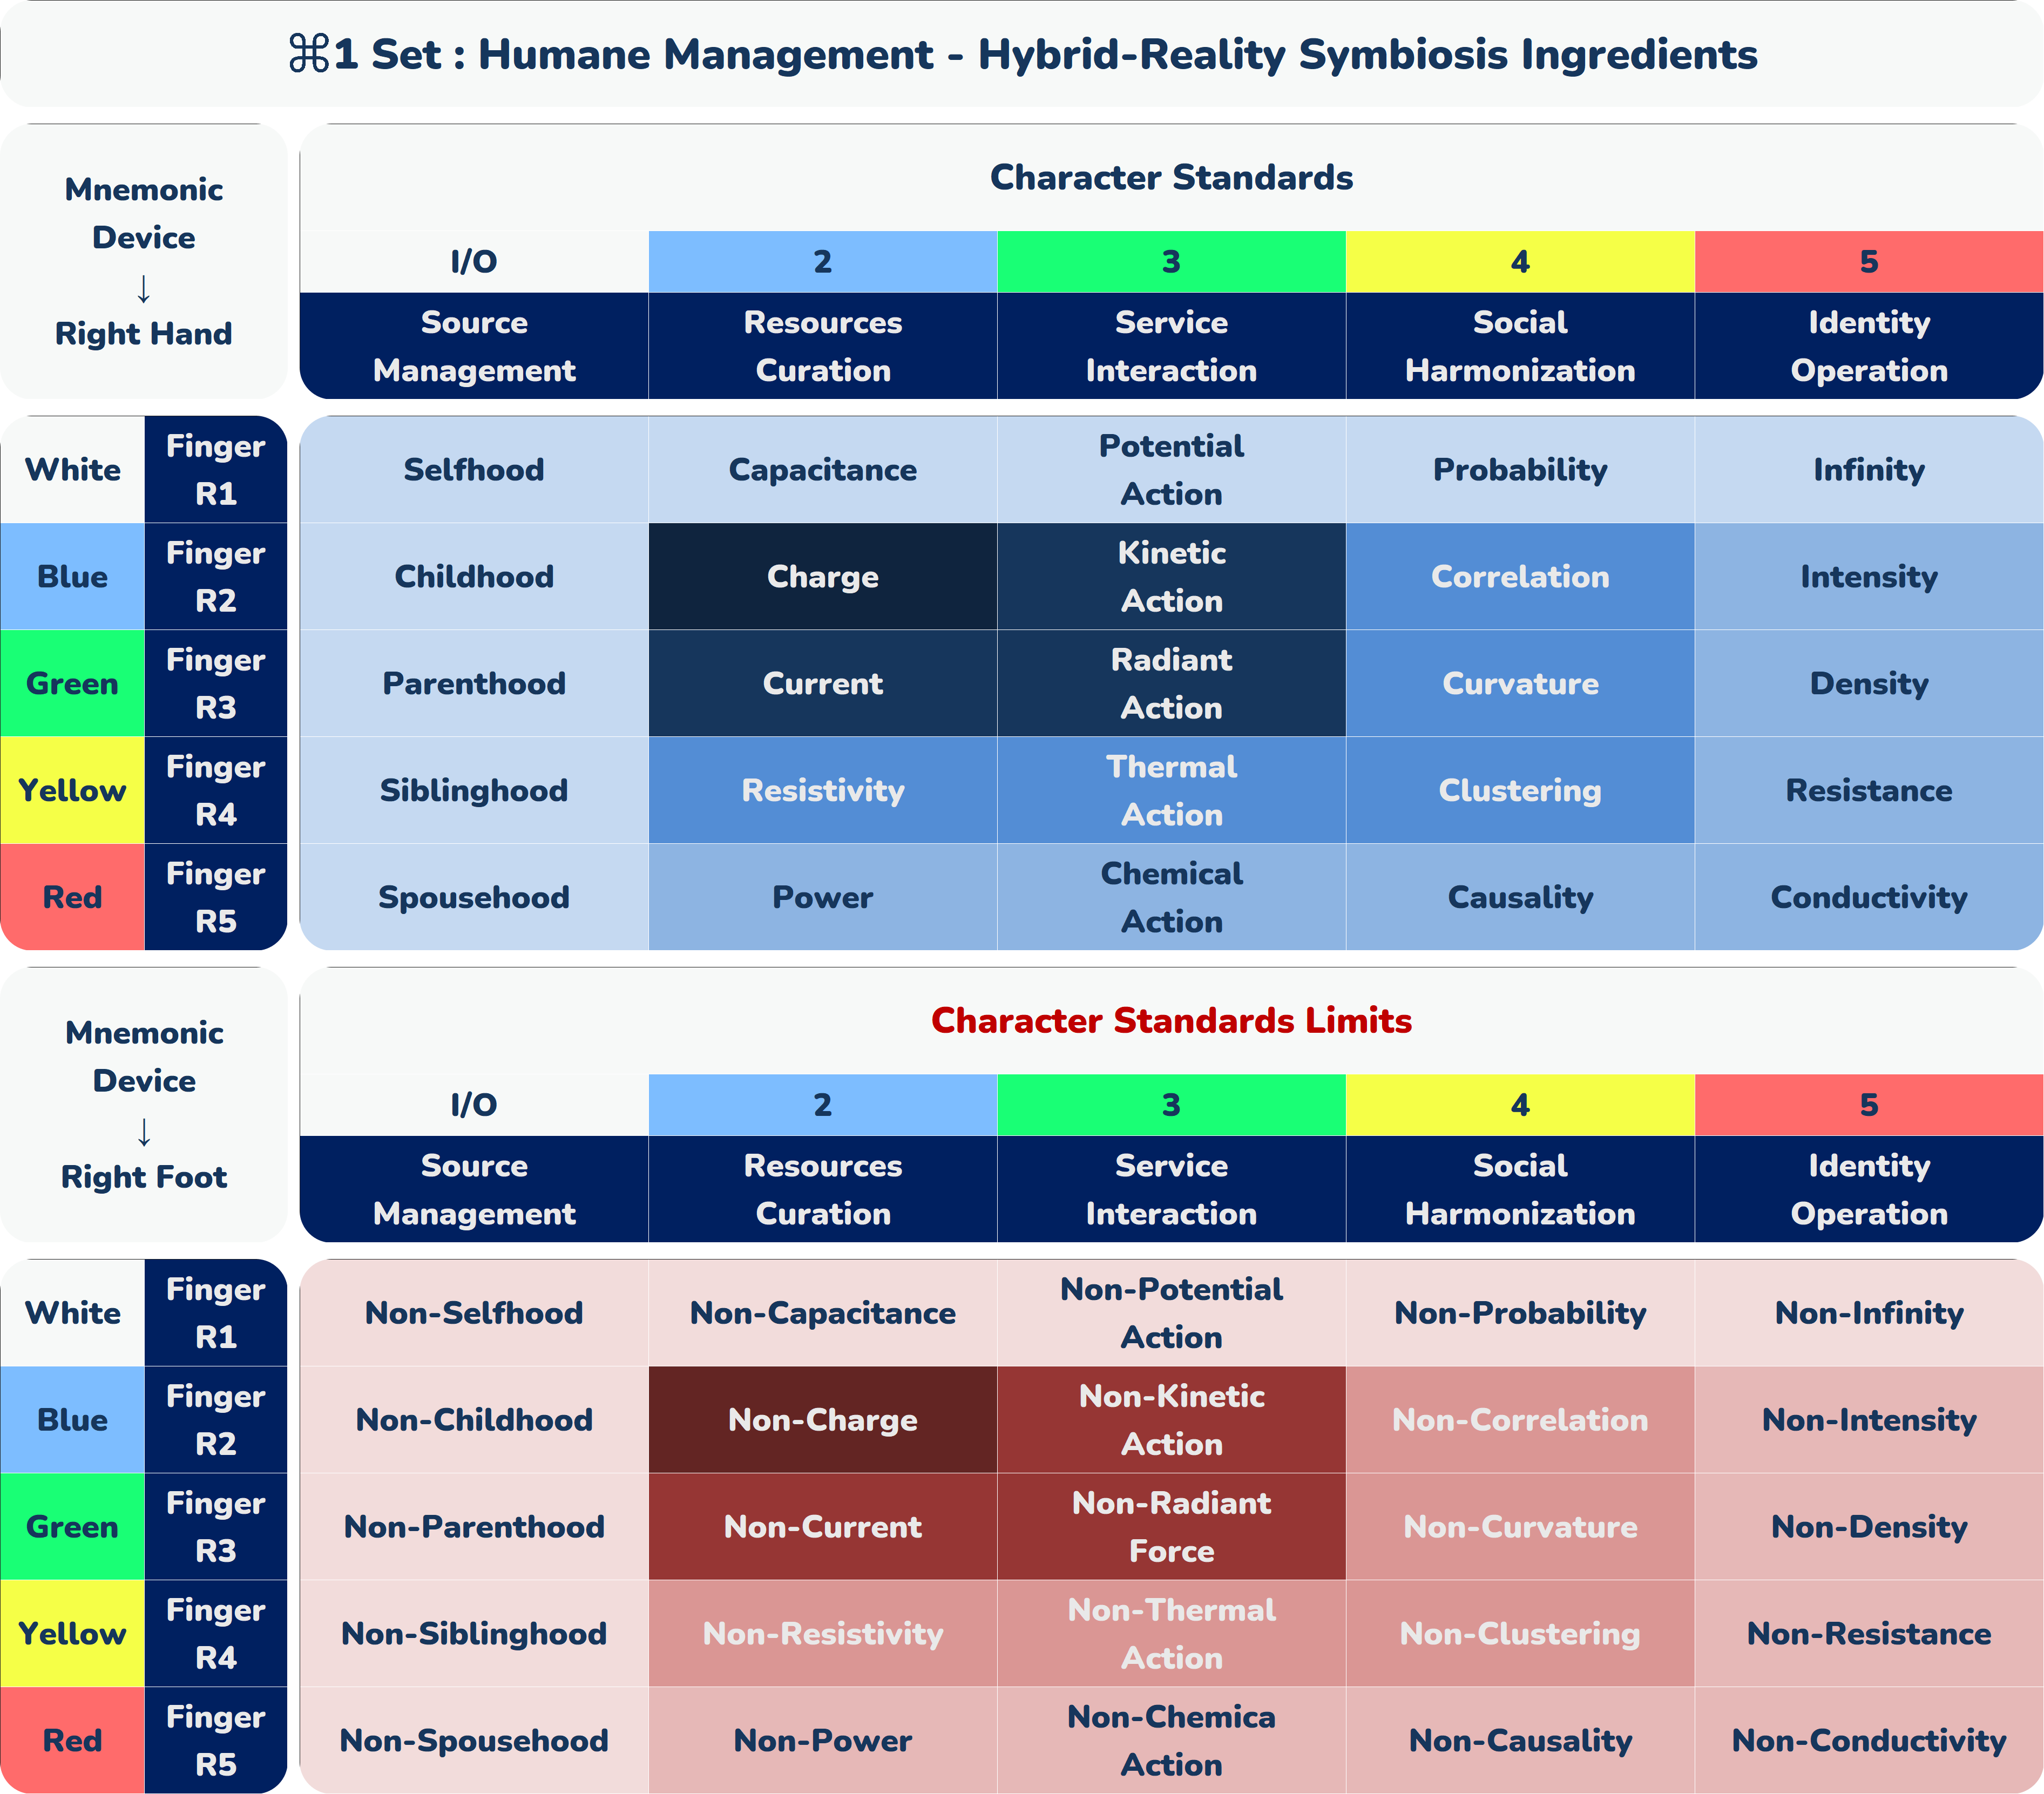 ⌘1 Set : Humane Management - Hybrid-Reality Symbiosis Ingredients
Mnemonic
Device
↓
Right Hand
Character Standards
I/O 2 3 4 5
Source Management
Resources Curation
Service Interaction
Social Harmonization
Identity Operation
White Finger R1 Selfhood Capacitance Potential Action Probability Infinity
Blue Finger R2 Childhood Charge Kinetic Action Correlation Intensity
Green Finger R3 Parenthood Current Radiant Action Curvature Density
Yellow Finger R4 Siblinghood Resistivity Thermal Action Clustering Resistance
Red Finger R5 Spousehood Power Chemical Action Causality Conductivity
Mnemonic
Device
↓
Right Foot
Character Standards Limits
I/O 2 3 4 5
Source Management
Resources Curation
Service Interaction
Social Harmonization
Identity Operation
White Finger R1 Non-Selfhood Non-Capacitance Non-Potential Action Non-Probability Non-Infinity
Blue Finger R2 Non-Childhood Non-Charge Non-Kinetic Action Non-Correlation Non-Intensity
Green Finger R3 Non-Parenthood Non-Current Non-Radiant Force Non-Curvature Non-Density
Yellow Finger R4 Non-Siblinghood Non-Resistivity Non-Thermal Action Non-Clustering Non-Resistance
Red Finger R5 Non-Spousehood Non-Power Non-Chemica Action Non-Causality Non-Conductivity